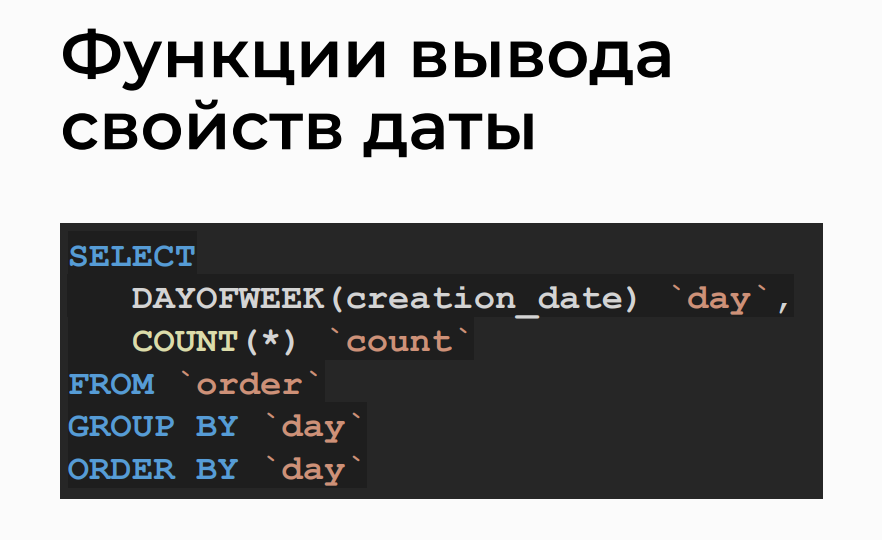 Функции вывода
свойств даты
SELECT
DAYOFWEEK(creation_date) `day`,
COUNT(*) `count`
FROM `order`
GROUP BY `day`
ORDER BY `day`